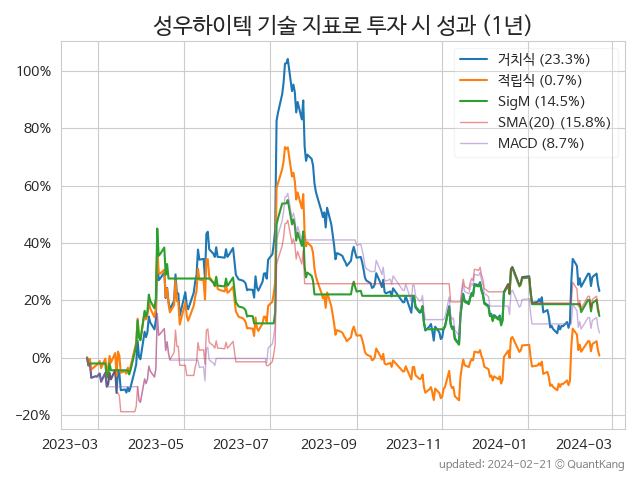 성우하이텍 기술 지표로 투자 시 성과 (1년)
거치식 (23.3%)
적립식 (0.7%)
SigM (14.5%)
SMA(20) (15.8%)
MACD (8.7%)
100%
80%
60%
40%
20%
0%
−20%
2023−03 2023−05 2023−07 2023−09 2023−11 2024−01 2024−03
updated: 2024-02-21 © QuantKang